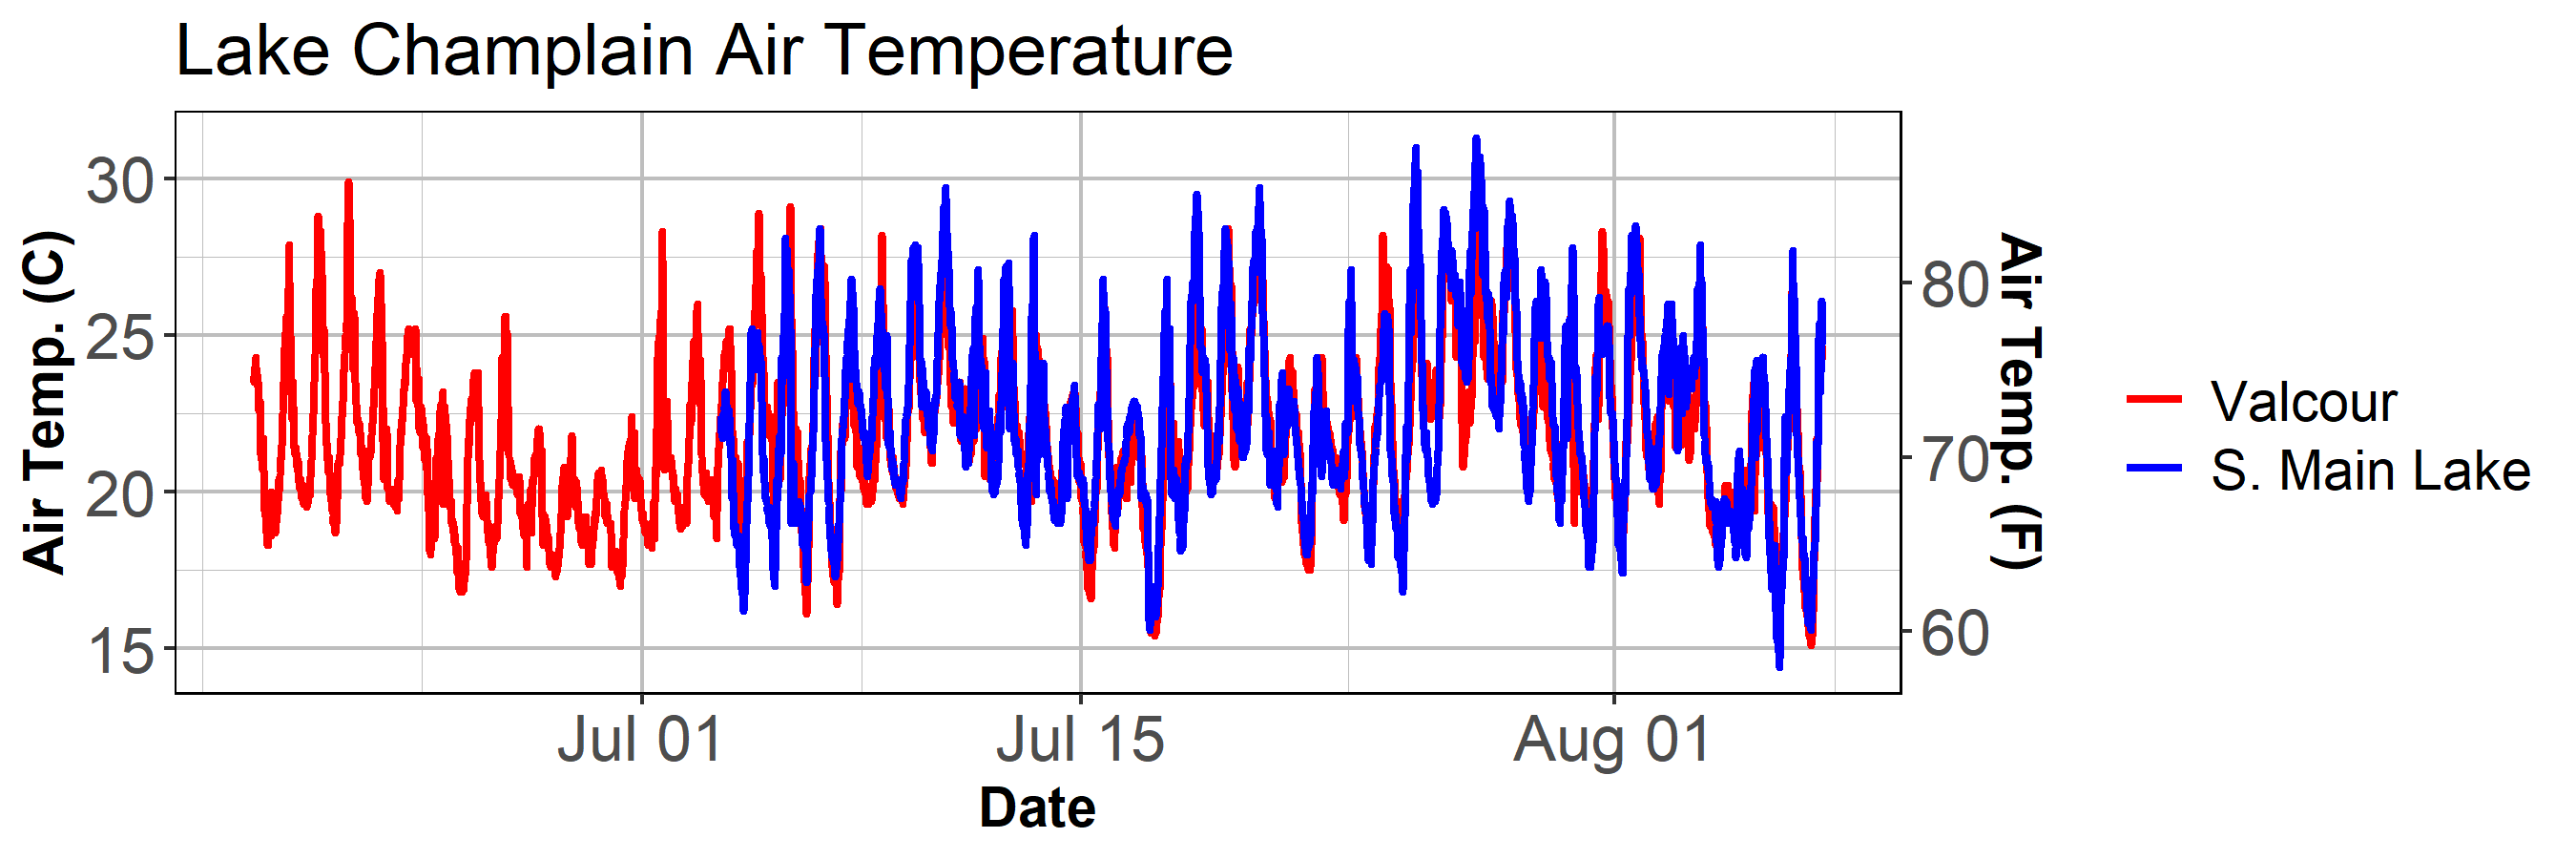 Lake Champlain Air Temperature
Air Temp. (C)
30
25
20
15
80
70
60
Air Temp. (F)
Jul 01
Jul 15
Aug 01
Date
Valcour
S. Main Lake